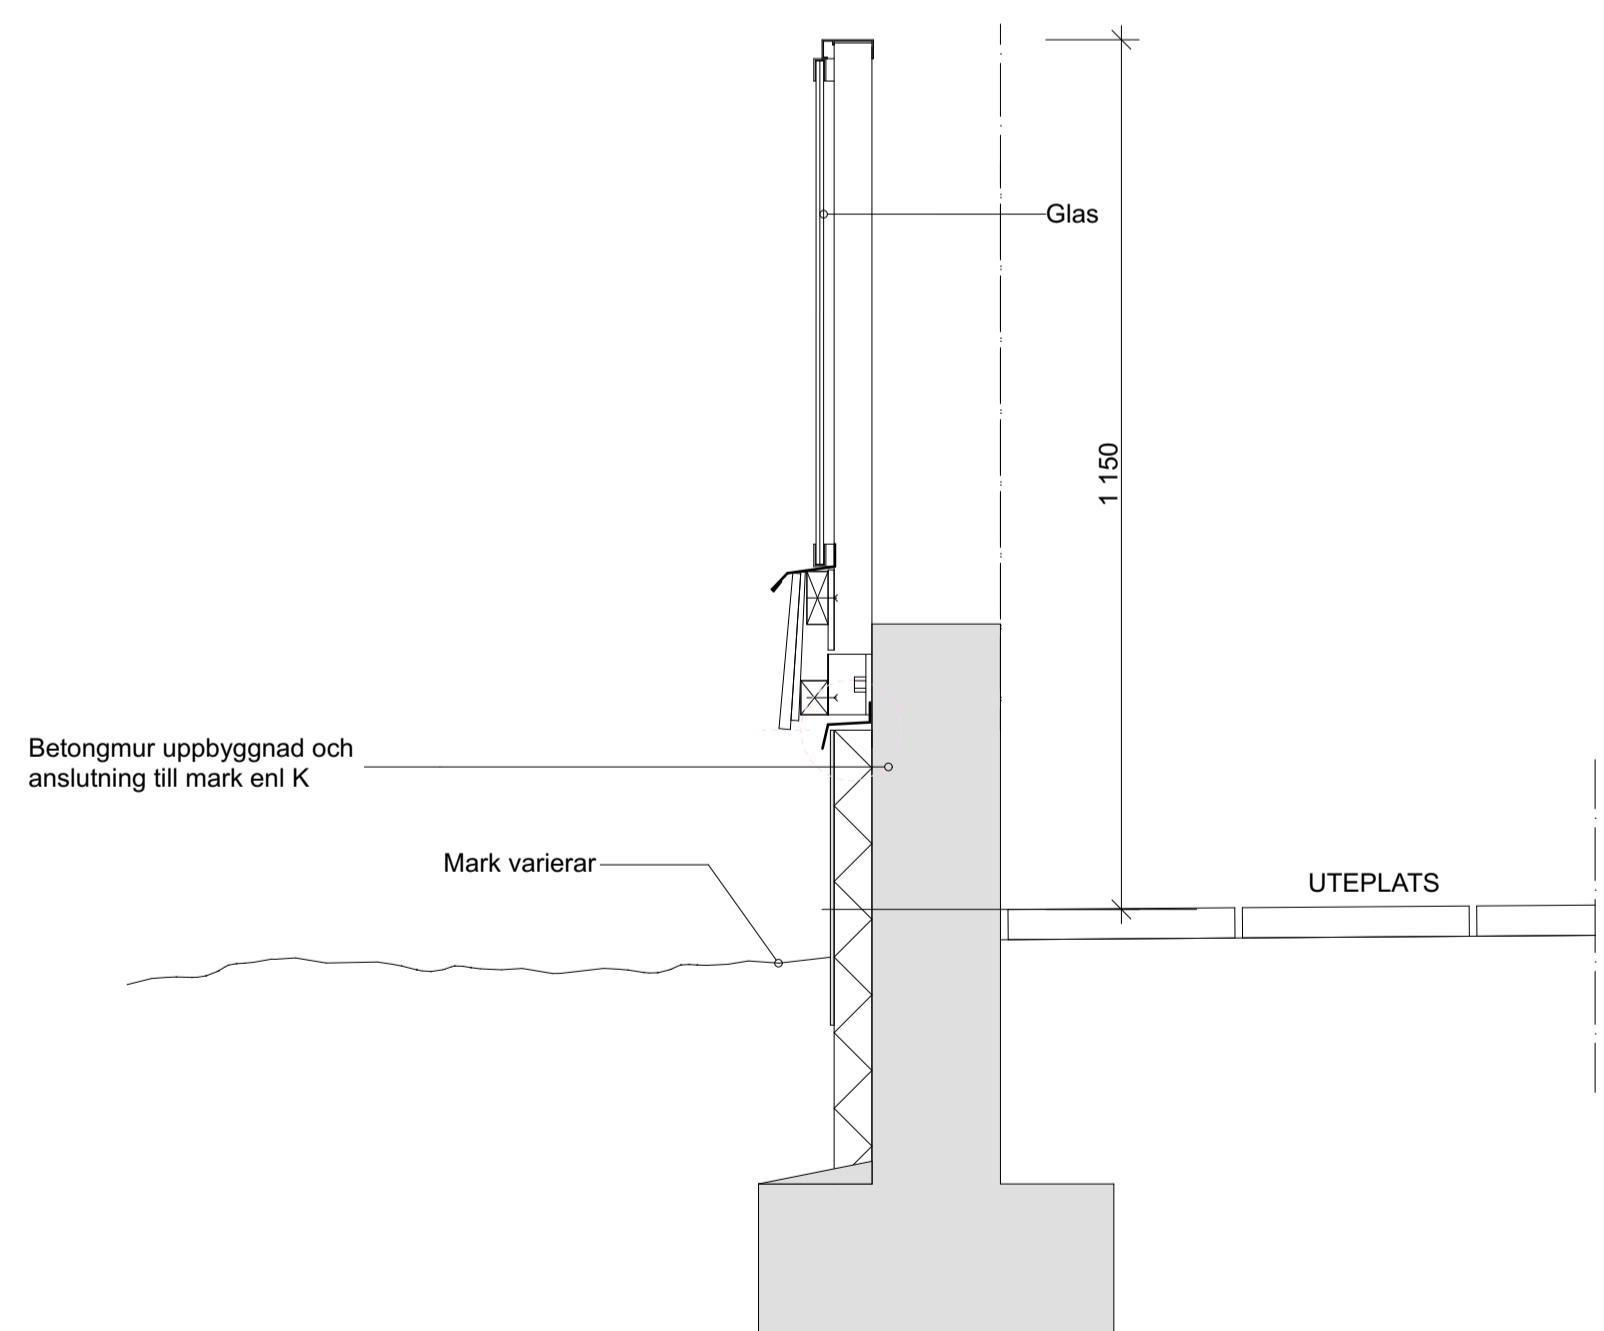 Glas
1 150
Betongmur uppbyggnad och
anslutning till mark enl K
Mark varierar
UTEPLATS